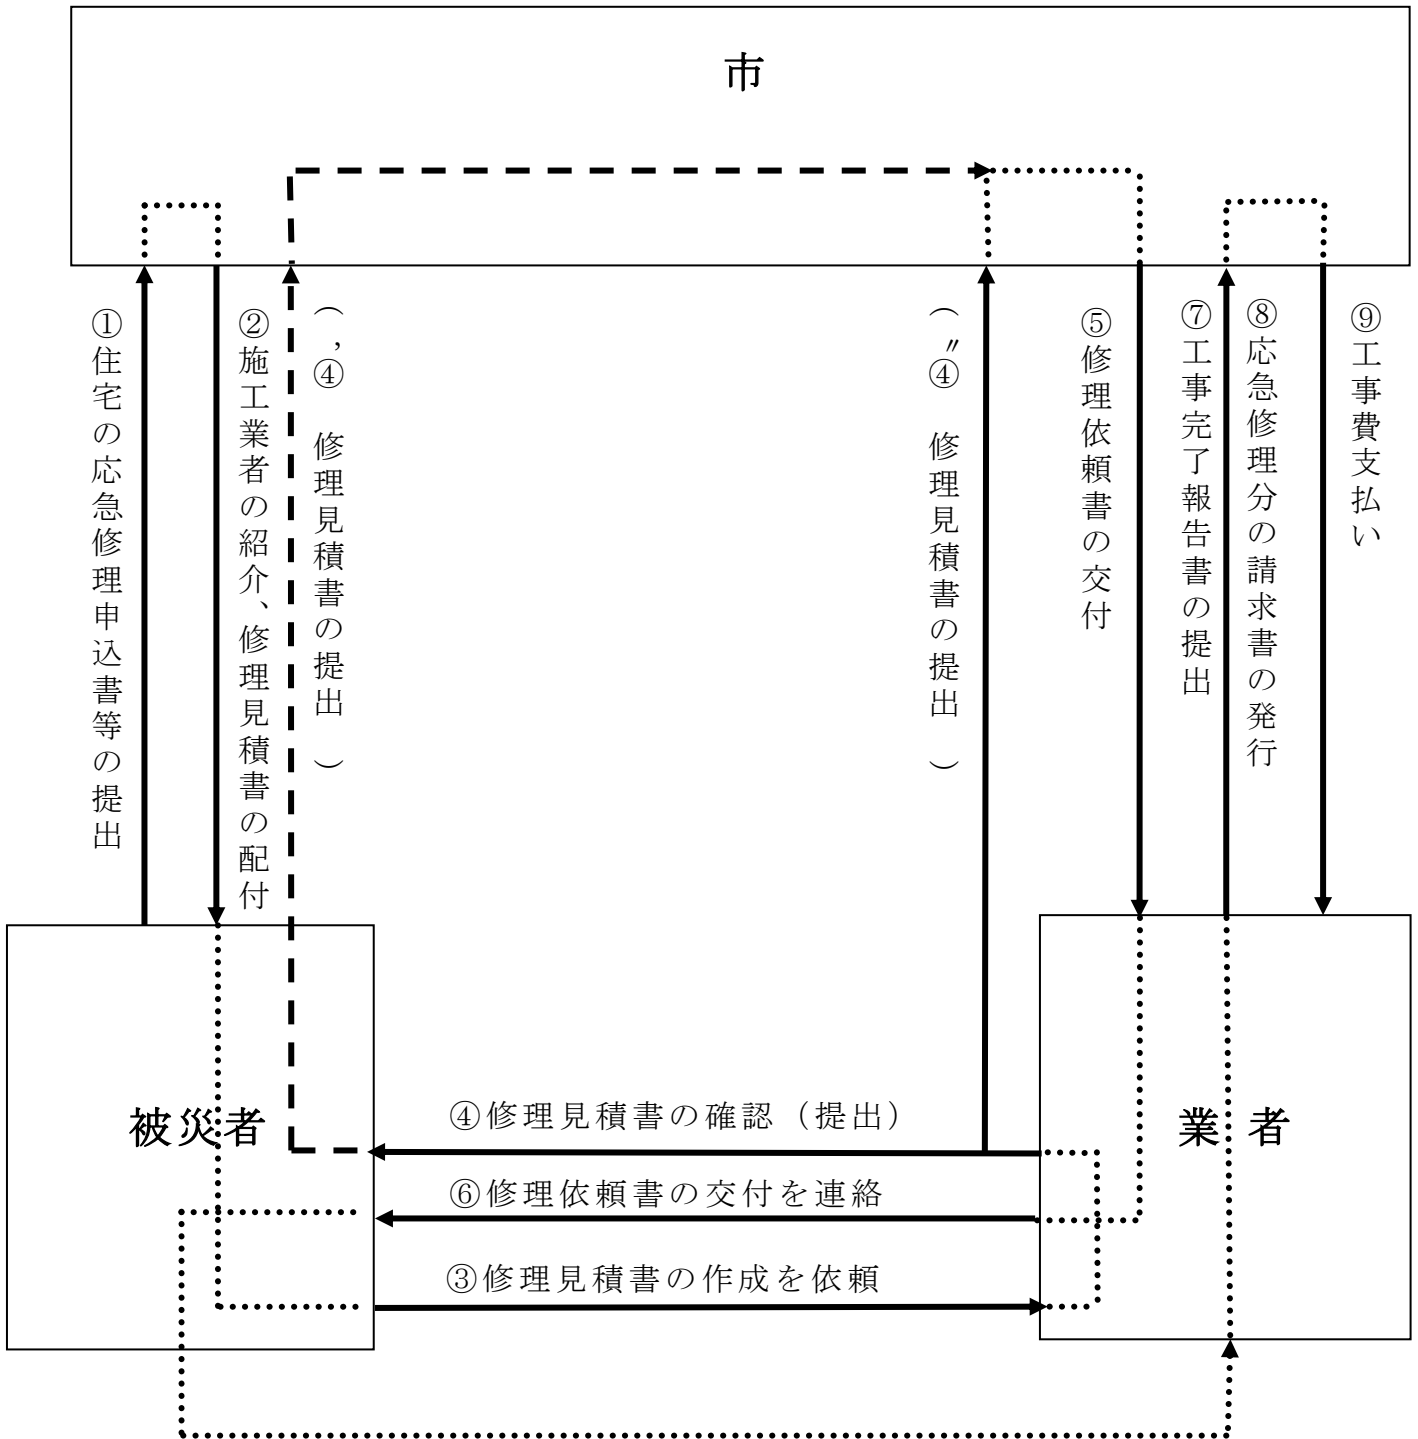 市
①住宅の応急修理申込書等の提出
②施工業者の紹介、修理見積書の配付
（④’ 修理見積書の提出 ）
（④” 修理見積書の提出 ）
⑤修理依頼書の交付
⑦工事完了報告書の提出
⑧応急修理分の請求書の発行
⑨工事費支払い
被災者
業 者
④修理見積書の確認（提出）
⑥修理依頼書の交付を連絡
③修理見積書の作成を依頼